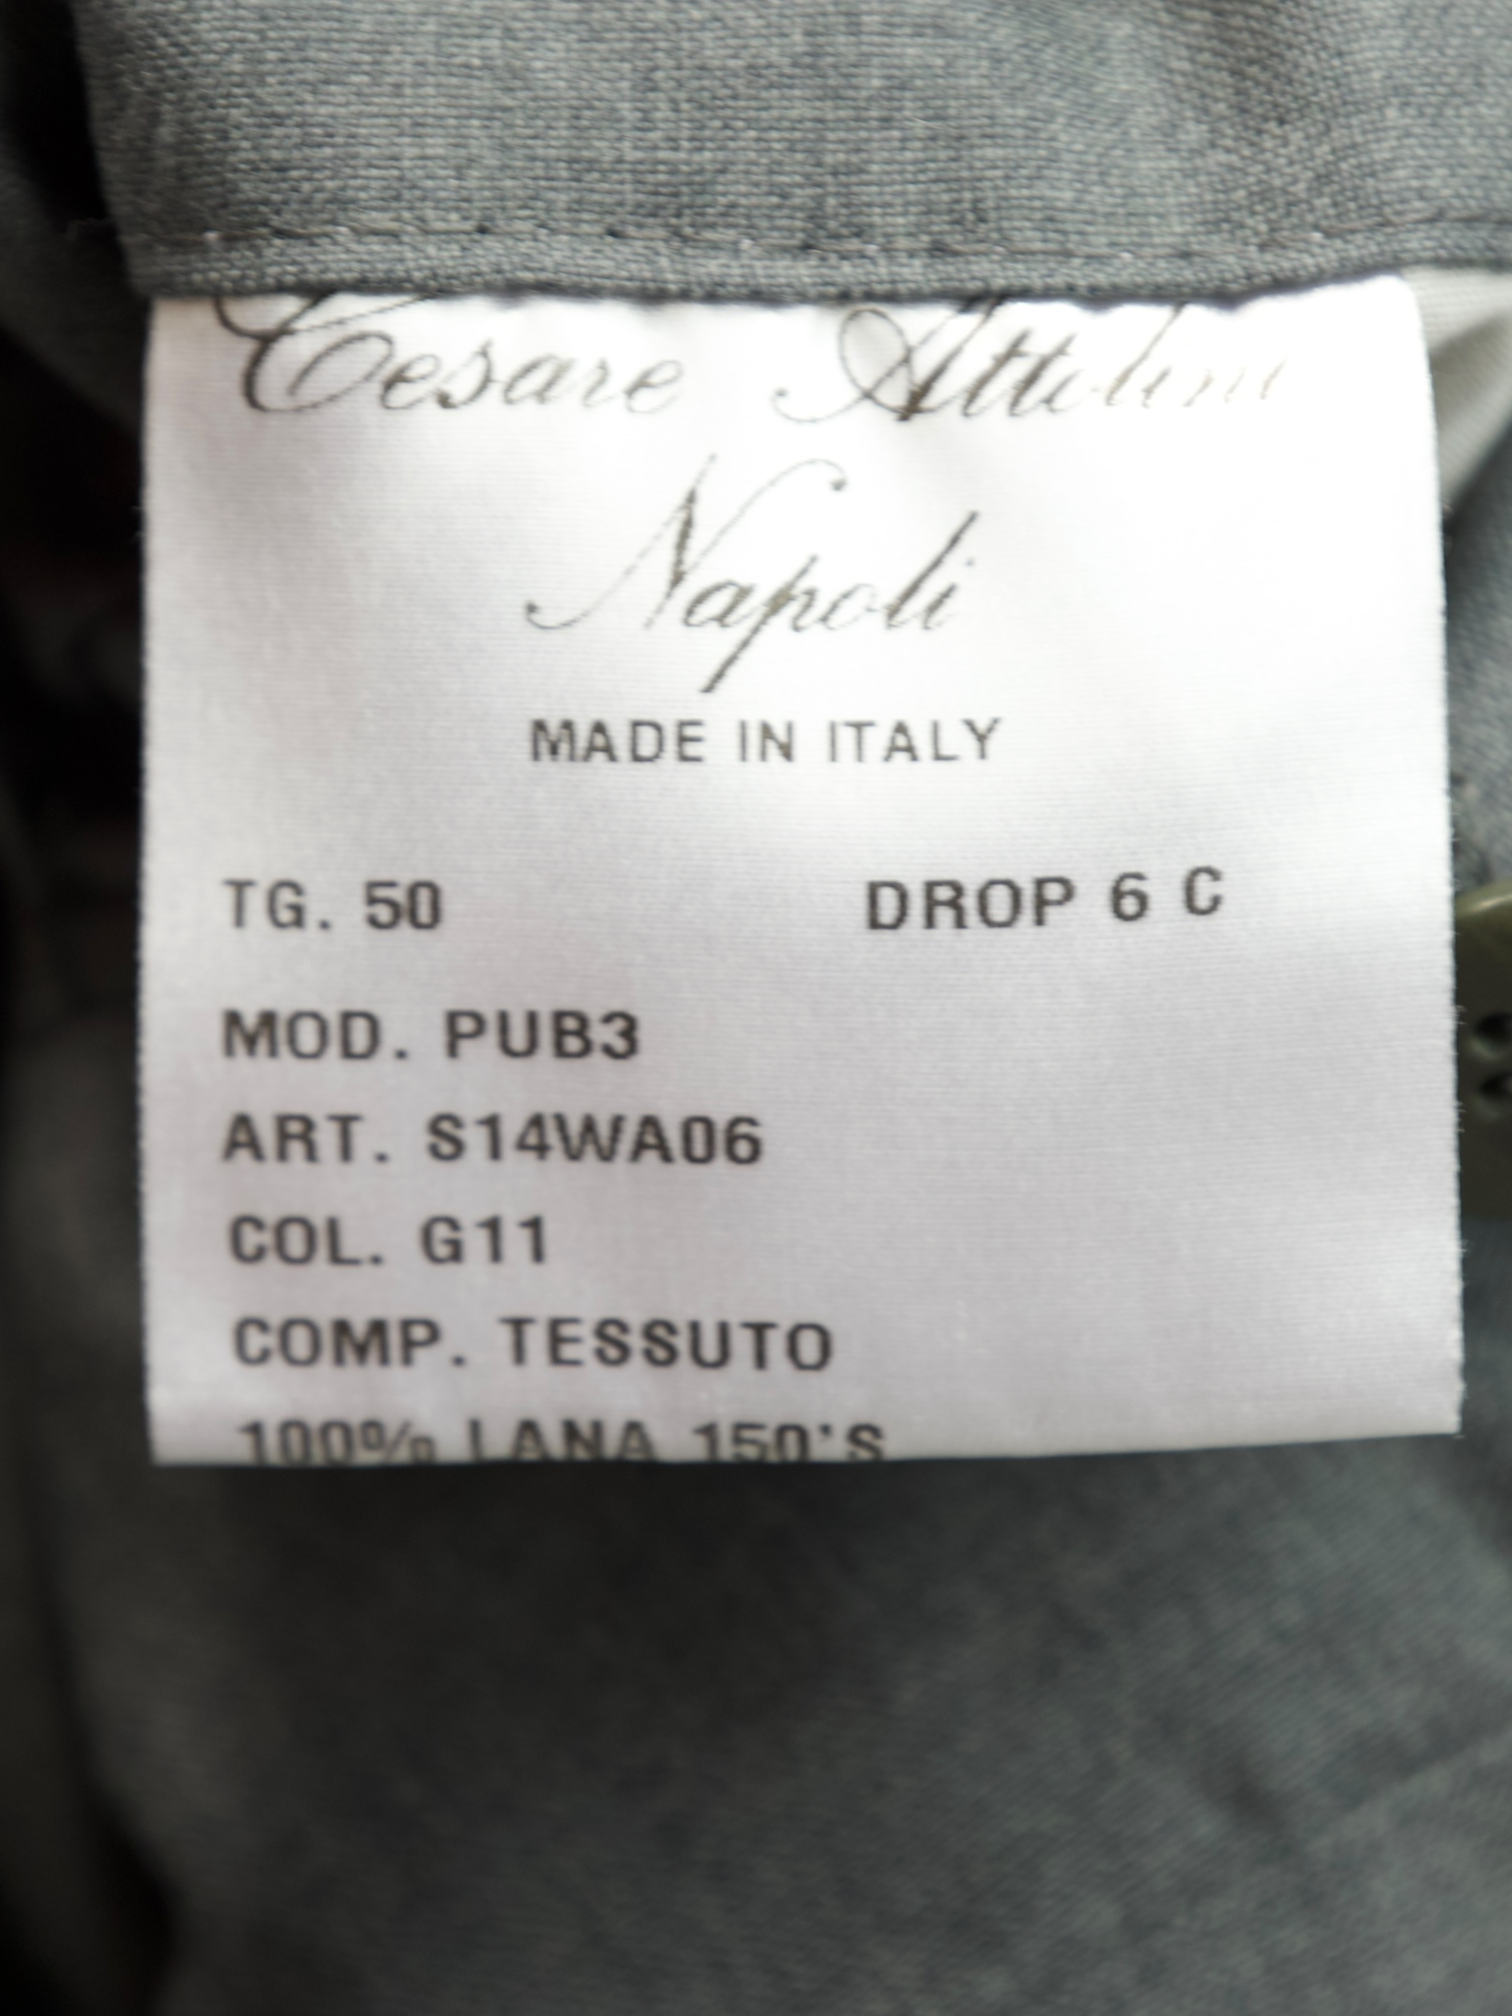 Cesare Attolini
Napoli
MADE IN ITALY
TG. 50 DROP 6 C
MOD. PUB3
ART. S14WA06
COL. G11
COMP. TESSUTO
100% LANA 150'S